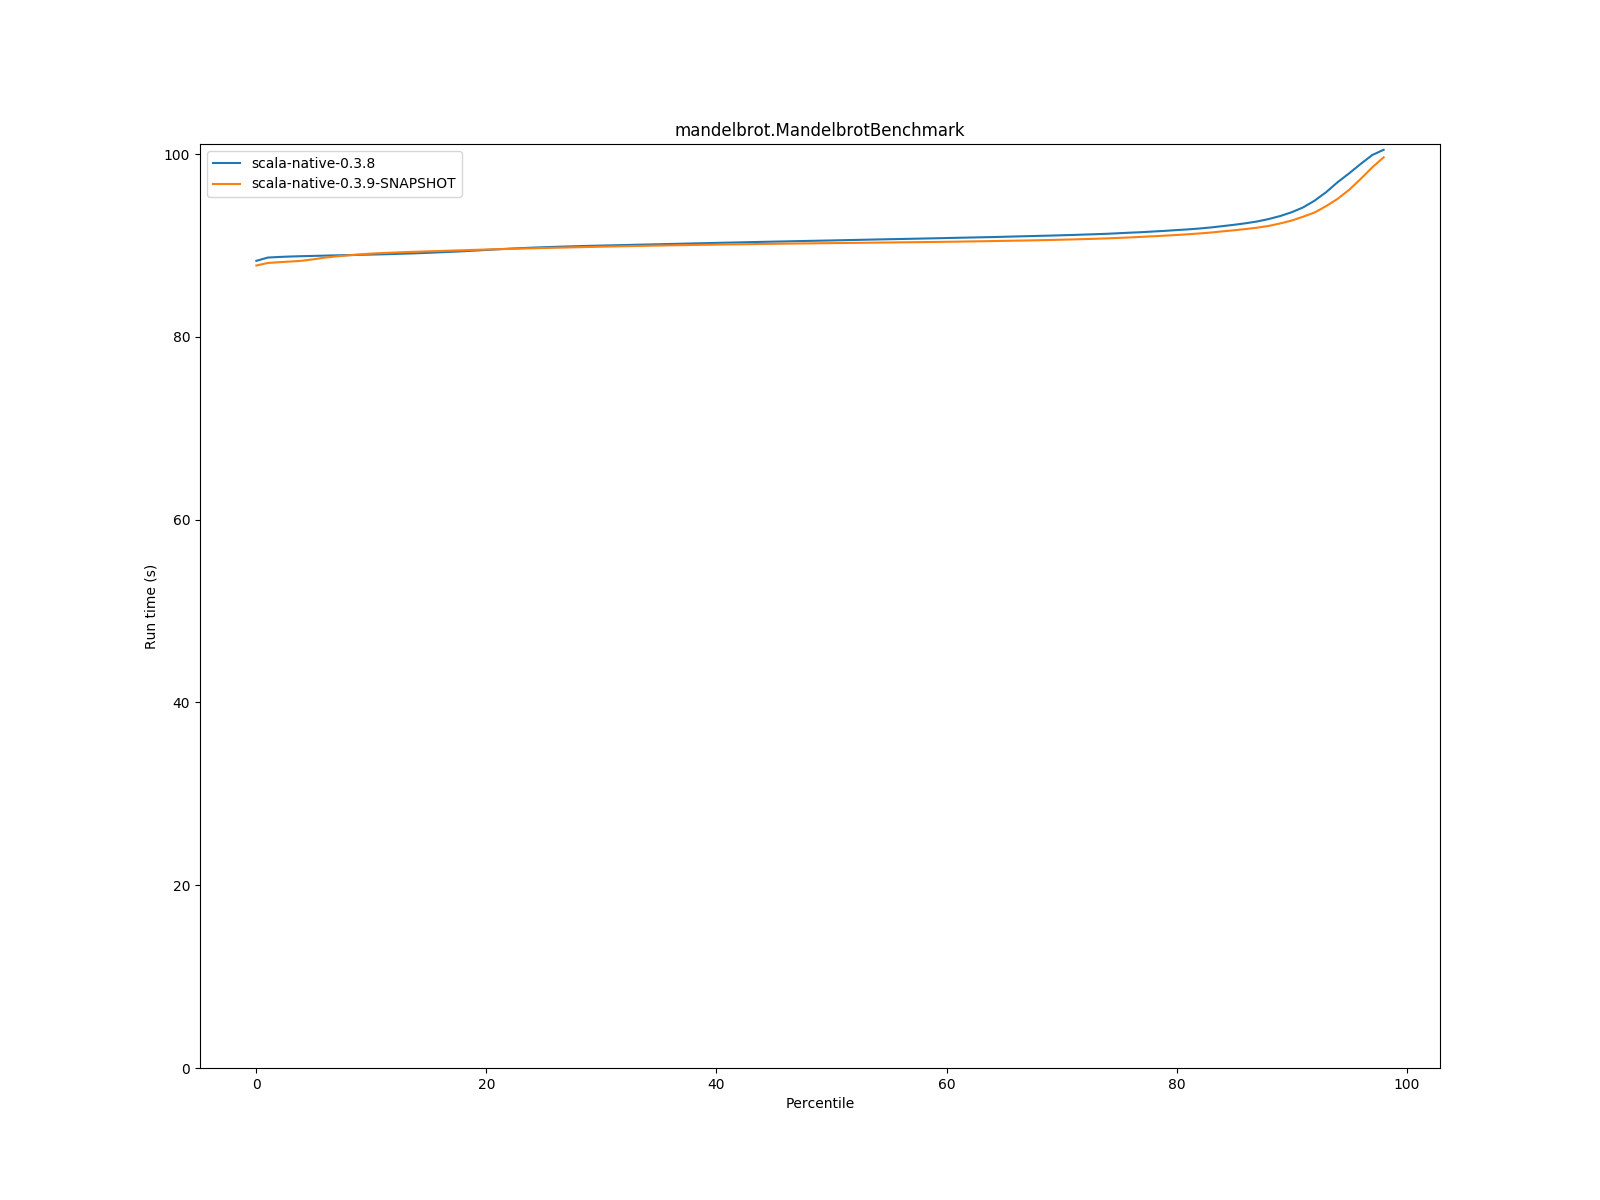 mandelbrot.MandelbrotBenchmark
scala-native-0.3.8
scala-native-0.3.9-SNAPSHOT
100
80
60
40
20
0
Run time (s)
0 20 40 60 80 100
Percentile